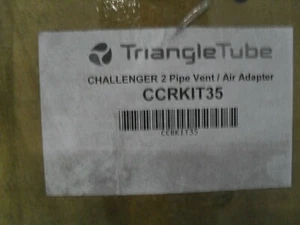 TriangleTube
CHALLENGER 2 Pipe Vent / Air Adapter
CCRKIT35
CCRKIT35